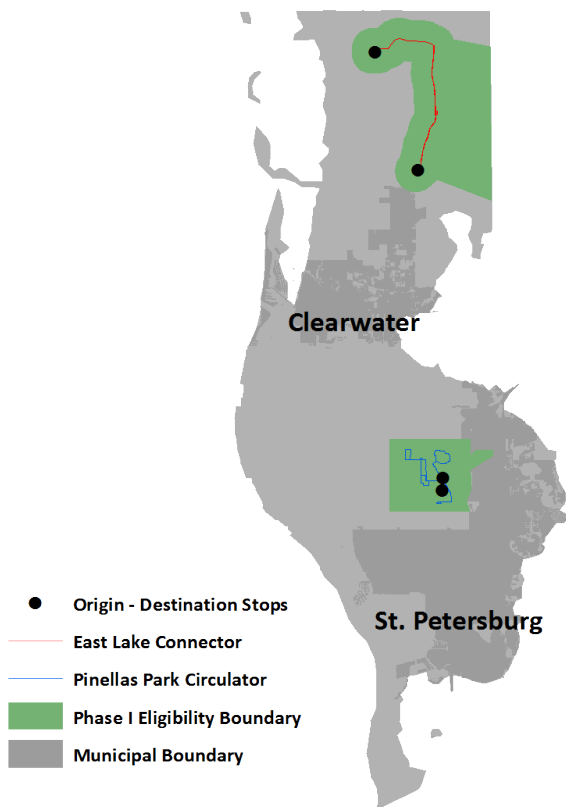 Clearwater
St. Petersburg
Origin - Destination Stops
East Lake Connector
Pinellas Park Circulator
Phase I Eligibility Boundary
Municipal Boundary